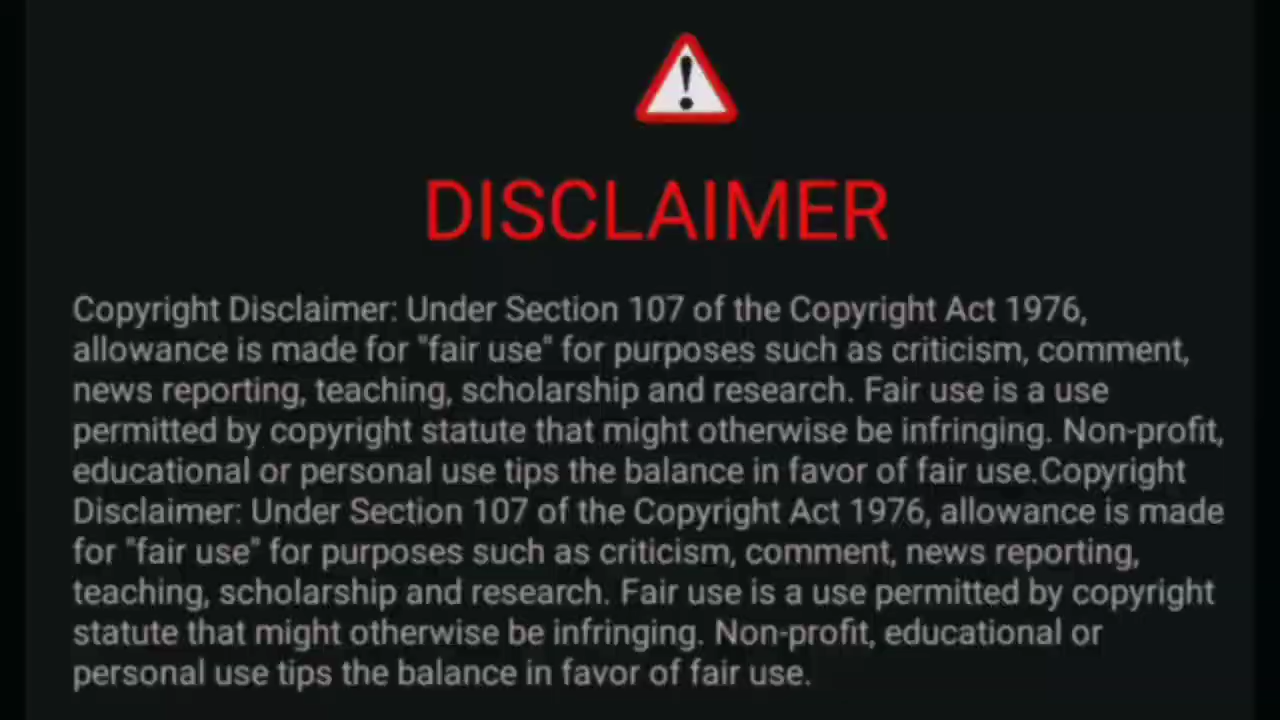 DISCLAIMER
Copyright Disclaimer: Under Section 107 of the Copyright Act 1976,
allowance is made for "fair use" for purposes such as criticism, comment,
news reporting, teaching, scholarship and research. Fair use is a use
permitted by copyright statute that might otherwise be infringing. Non-profit,
educational or personal use tips the balance in favor of fair use.Copyright
Disclaimer: Under Section 107 of the Copyright Act 1976, allowance is made
for "fair use" for purposes such as criticism, comment, news reporting,
teaching, scholarship and research. Fair use is a use permitted by copyright
statute that might otherwise be infringing. Non-profit, educational or
personal use tips the balance in favor of fair use.